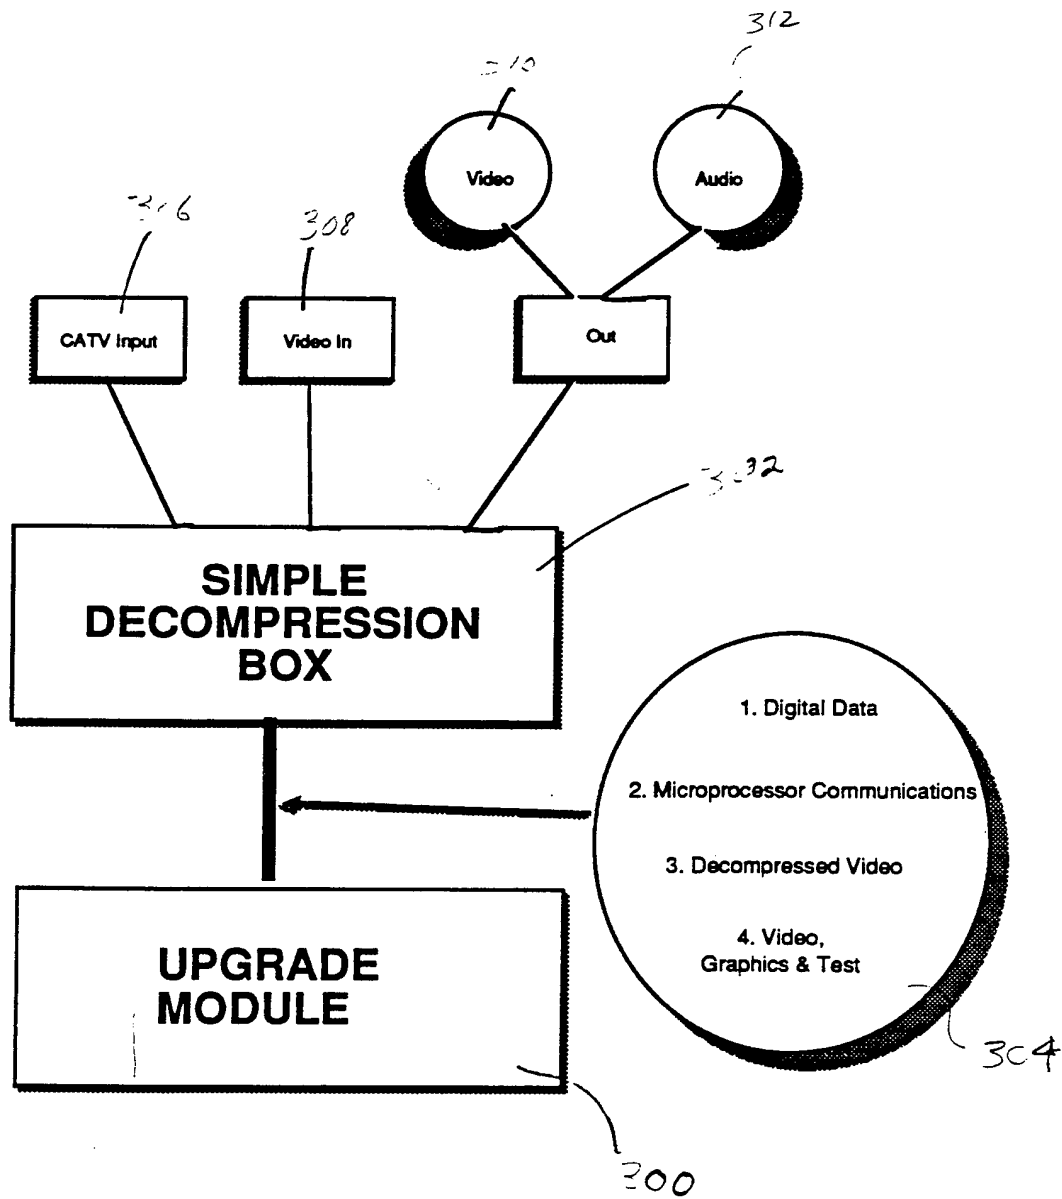 312
Video
Audio
308
CATV Input
Video In
Out
SIMPLE
DECOMPRESSION
BOX
1. Digital Data
2. Microprocessor Communications
3. Decompressed Video
4. Video,
Graphics & Test
UPGRADE
MODULE
304
300